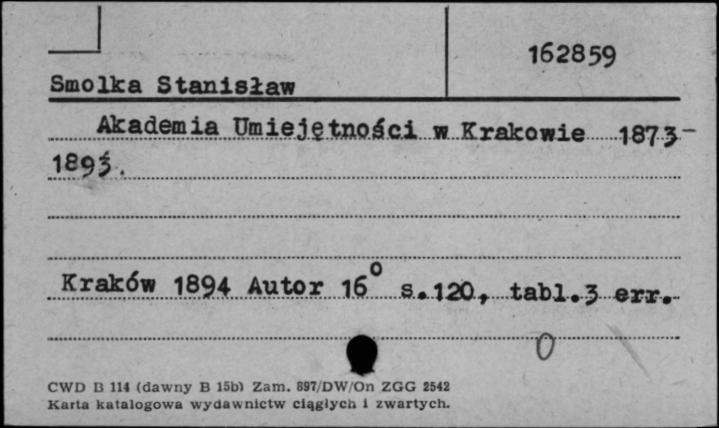 162859
Smolka Stanisław
Akademia Umiejętności w Krakowie 1873-
1893.
Kraków 1894 Autor 16° s.120, tabl.3 err.
0
CWD B 114 (dawny B 15b) Zam. 897/DW/On ZGG 2542
Karta katalogowa wydawnictw ciągłych i zwartych.